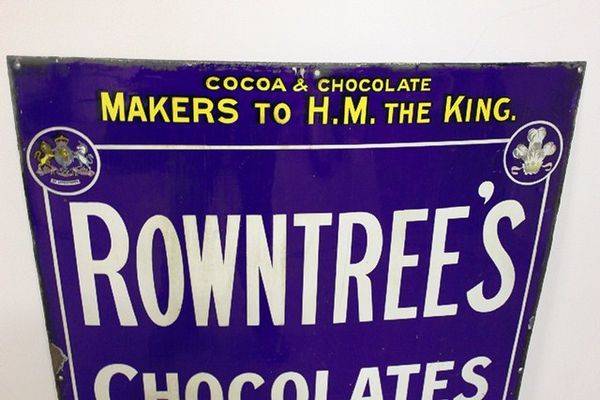 COCOA & CHOCOLATE
MAKERS TO H.M. THE KING.
ROWNTREE'S
CHOCOLATES